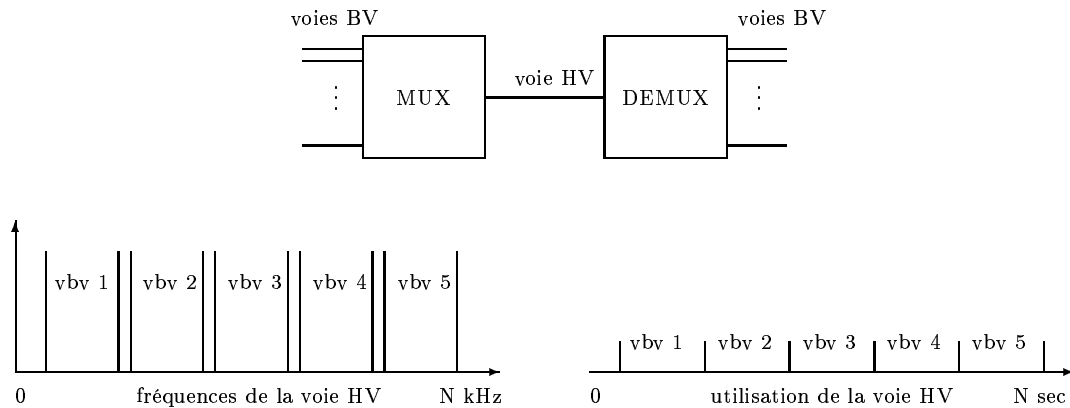 voies BV
voies BV
voie HV
MUX
DEMUX
vbv 1
vbv 2
vbv 3
vbv 4
vbv 5
0
fréquences de la voie HV
N kHz
vbv 1
vbv 2
vbv 3
vbv 4
vbv 5
0
utilisation de la voie HV
N sec